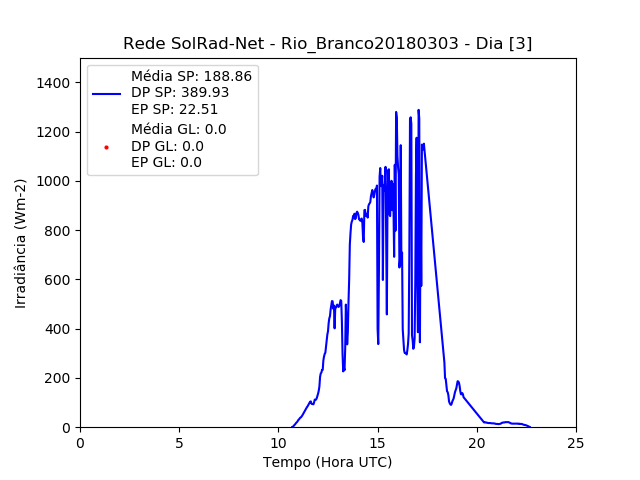 Rede SolRad-Net - Rio_Branco20180303 - Dia [3]
Média SP: 188.86
DP SP: 389.93
EP SP: 22.51
Média GL: 0.0
DP GL: 0.0
EP GL: 0.0
1400
1200
1000
800
600
400
200
0
Irradiância (Wm-2)
0 5 10 15 20 25
Tempo (Hora UTC)